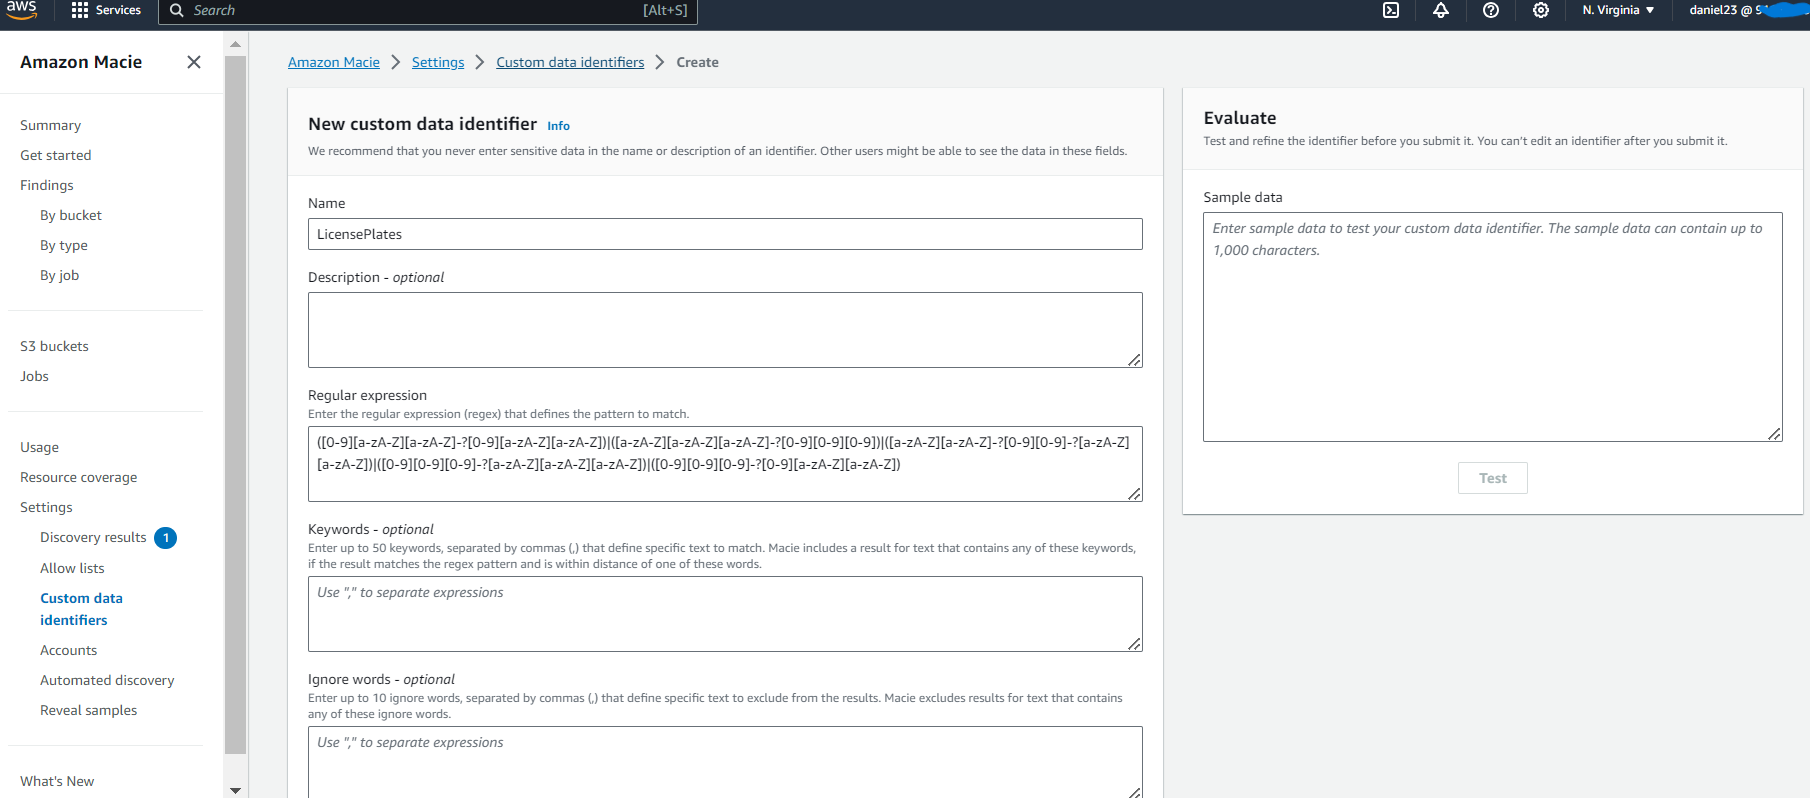 aws
Services
Search
[Alt+S]
N. Virginia
daniel23 @
Amazon Macie
Summary
Get started
Findings
By bucket
By type
By job
S3 buckets
Jobs
Usage
Resource coverage
Settings
Discovery results 1
Allow lists
Custom data
identifiers
Accounts
Automated discovery
Reveal samples
What's New
Amazon Macie > Settings > Custom data identifiers > Create
New custom data identifier Info
We recommend that you never enter sensitive data in the name or description of an identifier. Other users might be able to see the data in these fields.
Name
LicensePlates
Description - optional
Regular expression
Enter the regular expression (regex) that defines the pattern to match.
([0-9][a-zA-Z][a-zA-Z]-?[0-9][a-zA-Z][a-zA-Z])|([a-zA-Z][a-zA-Z][a-zA-Z]-?[0-9][0-9][0-9])|([a-zA-Z][a-zA-Z]-?[0-9][0-9]-?[a-zA-Z]
[a-zA-Z])|([0-9][0-9][0-9]-?[a-zA-Z][a-zA-Z][a-zA-Z])|([0-9][0-9][0-9]-?[0-9][a-zA-Z][a-zA-Z])
Keywords - optional
Enter up to 50 keywords, separated by commas (,) that define specific text to match. Macie includes a result for text that contains any of these keywords,
if the result matches the regex pattern and is within distance of one of these words.
Use "," to separate expressions
Ignore words - optional
Enter up to 10 ignore words, separated by commas (,) that define specific text to exclude from the results. Macie excludes results for text that contains
any of these ignore words.
Use "," to separate expressions
Evaluate
Test and refine the identifier before you submit it. You can't edit an identifier after you submit it.
Sample data
Enter sample data to test your custom data identifier. The sample data can contain up to
1,000 characters.
Test